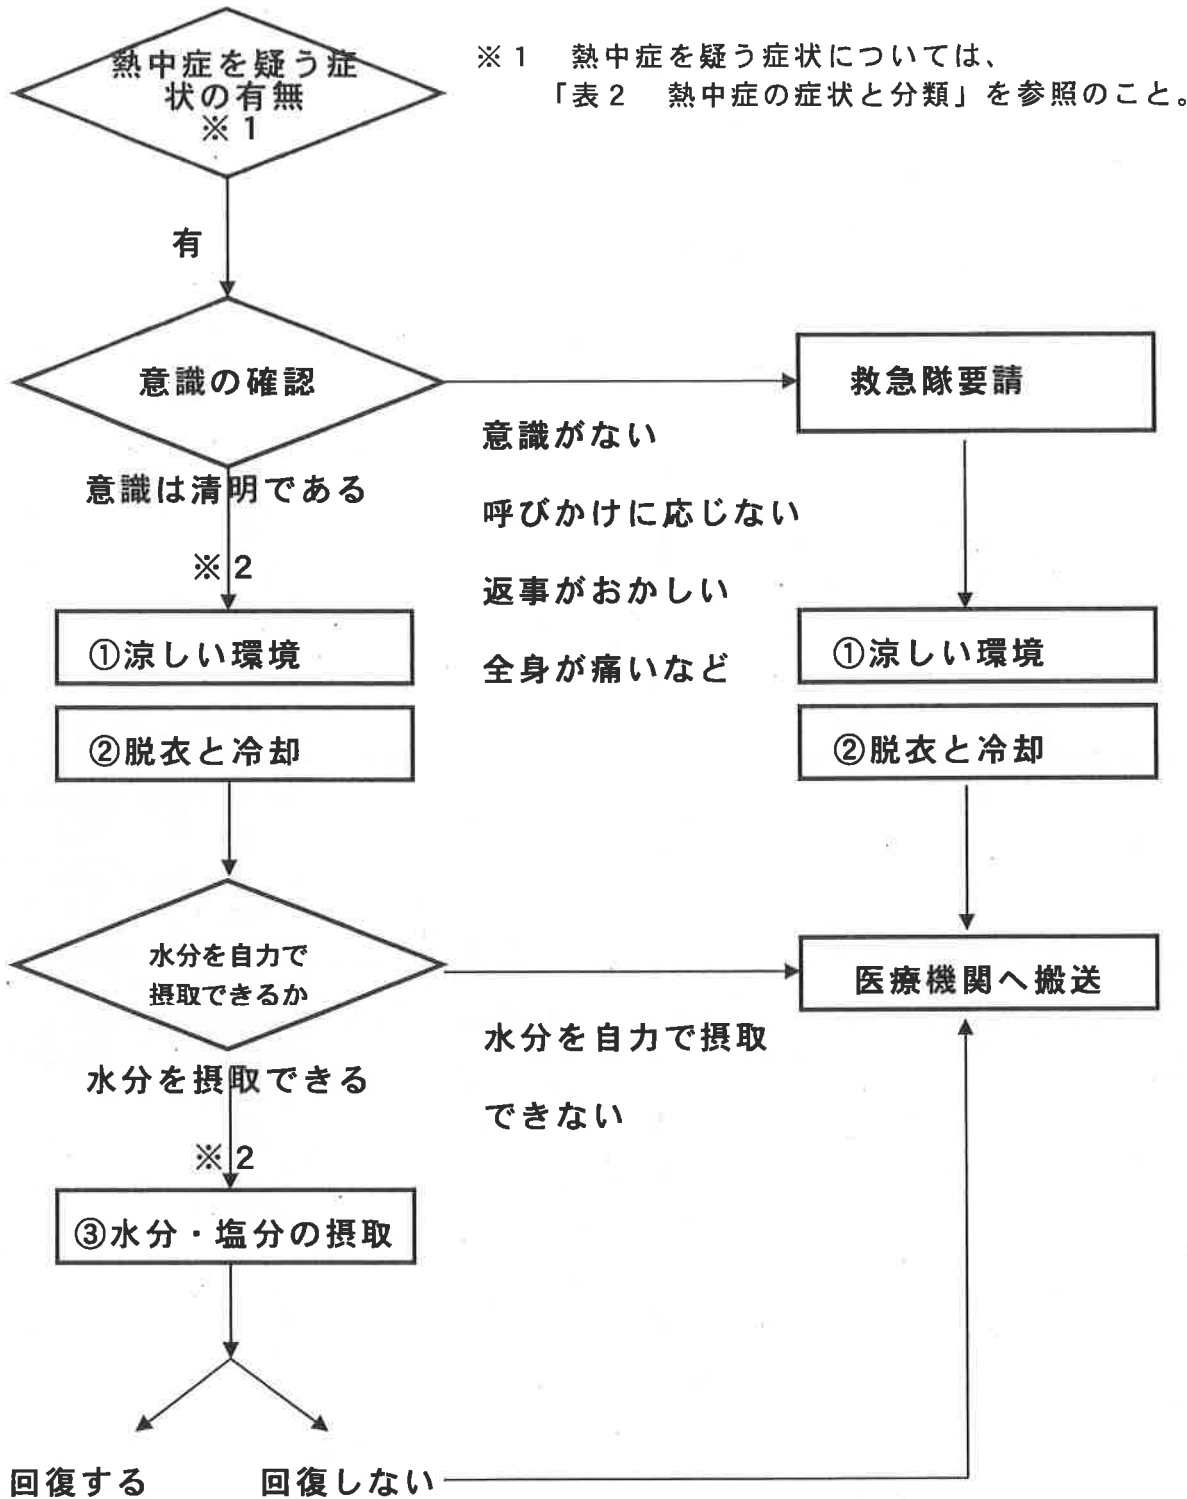 熱中症を疑う症
状の有無
※1
※1　熱中症を疑う症状については、
「表2　熱中症の症状と分類」を参照のこと。
有
意識の確認
救急隊要請
意識がない
呼びかけに応じない
返事がおかしい
全身が痛いなど
意識は清明である
※2
①涼しい環境
②脱衣と冷却
①涼しい環境
②脱衣と冷却
水分を自力で
摂取できるか
医療機関へ搬送
水分を自力で摂取
できない
水分を摂取できる
※2
③水分・塩分の摂取
回復する
回復しない